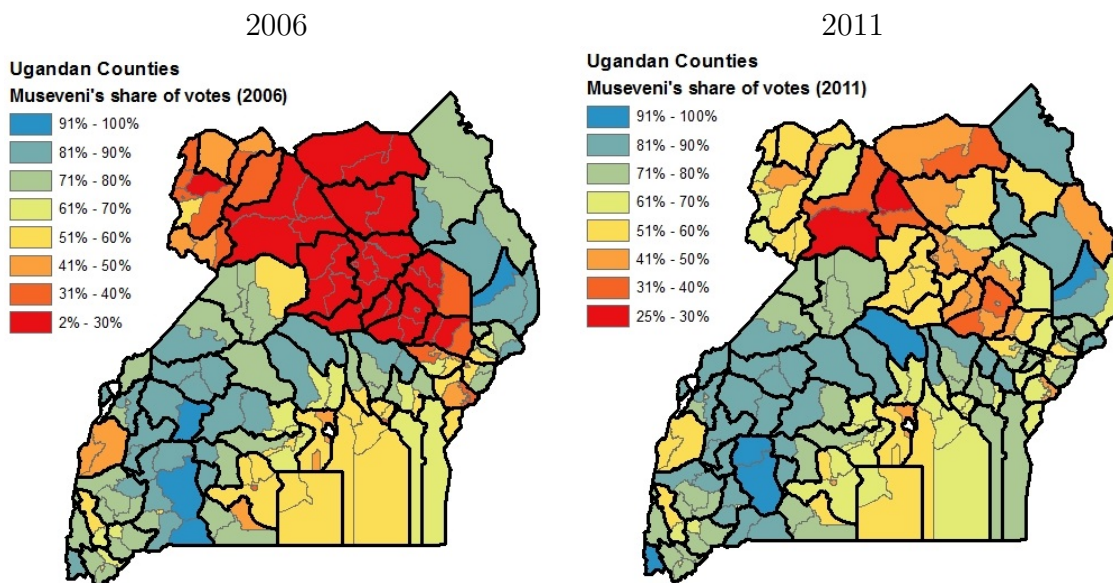 2006
Ugandan Counties
Museveni's share of votes (2006)
91% - 100%
81% - 90%
71% - 80%
61% - 70%
51% - 60%
41% - 50%
31% - 40%
2% - 30%
2011
Ugandan Counties
Museveni's share of votes (2011)
91% - 100%
81% - 90%
71% - 80%
61% - 70%
51% - 60%
41% - 50%
31% - 40%
25% - 30%